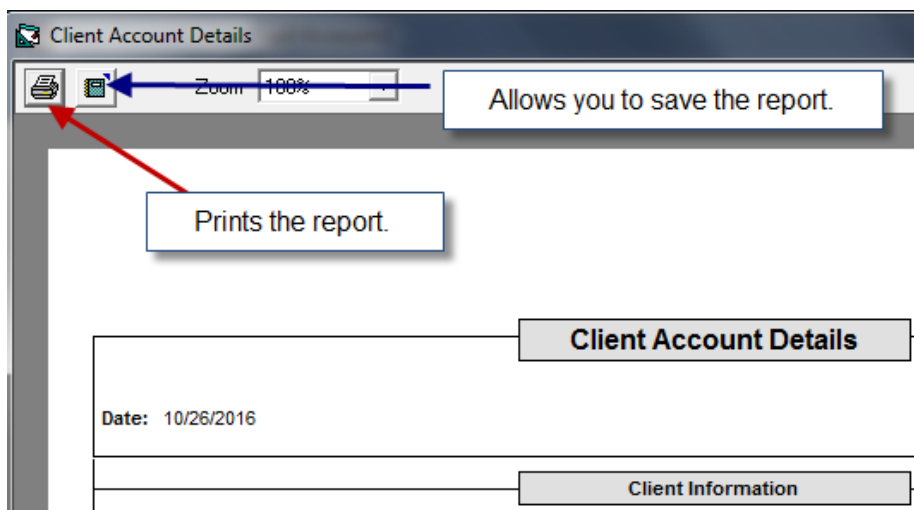 Client Account Details
Zoom 100%
Allows you to save the report.
Prints the report.
Client Account Details
Date: 10/26/2016
Client Information